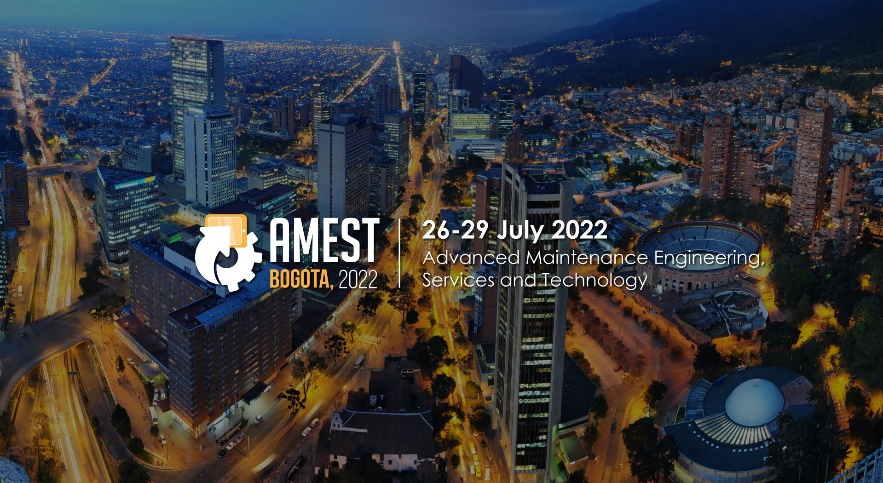 AMEST
BOGOTA, 2022
26-29 July 2022
Advanced Maintenance Engineering,
Services and Technology